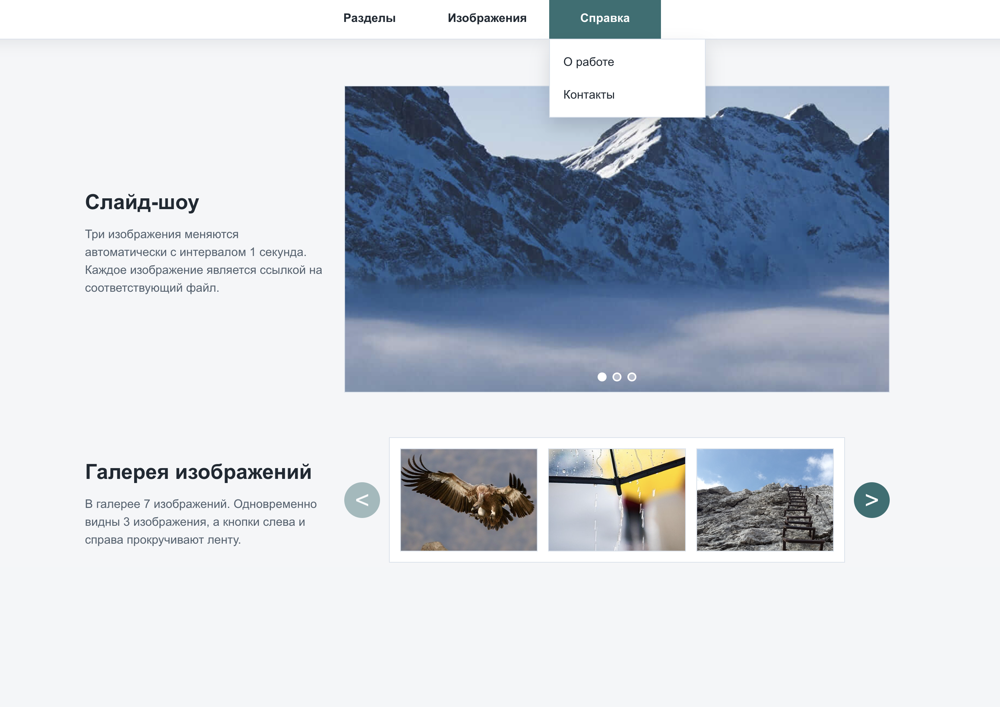 Разделы
Изображения
Справка
О работе
Контакты
Слайд-шоу
Три изображения меняются
автоматически с интервалом 1 секунда.
Каждое изображение является ссылкой на
соответствующий файл.
Галерея изображений
В галерее 7 изображений. Одновременно
видны 3 изображения, а кнопки слева и
справа прокручивают ленту.
<
>